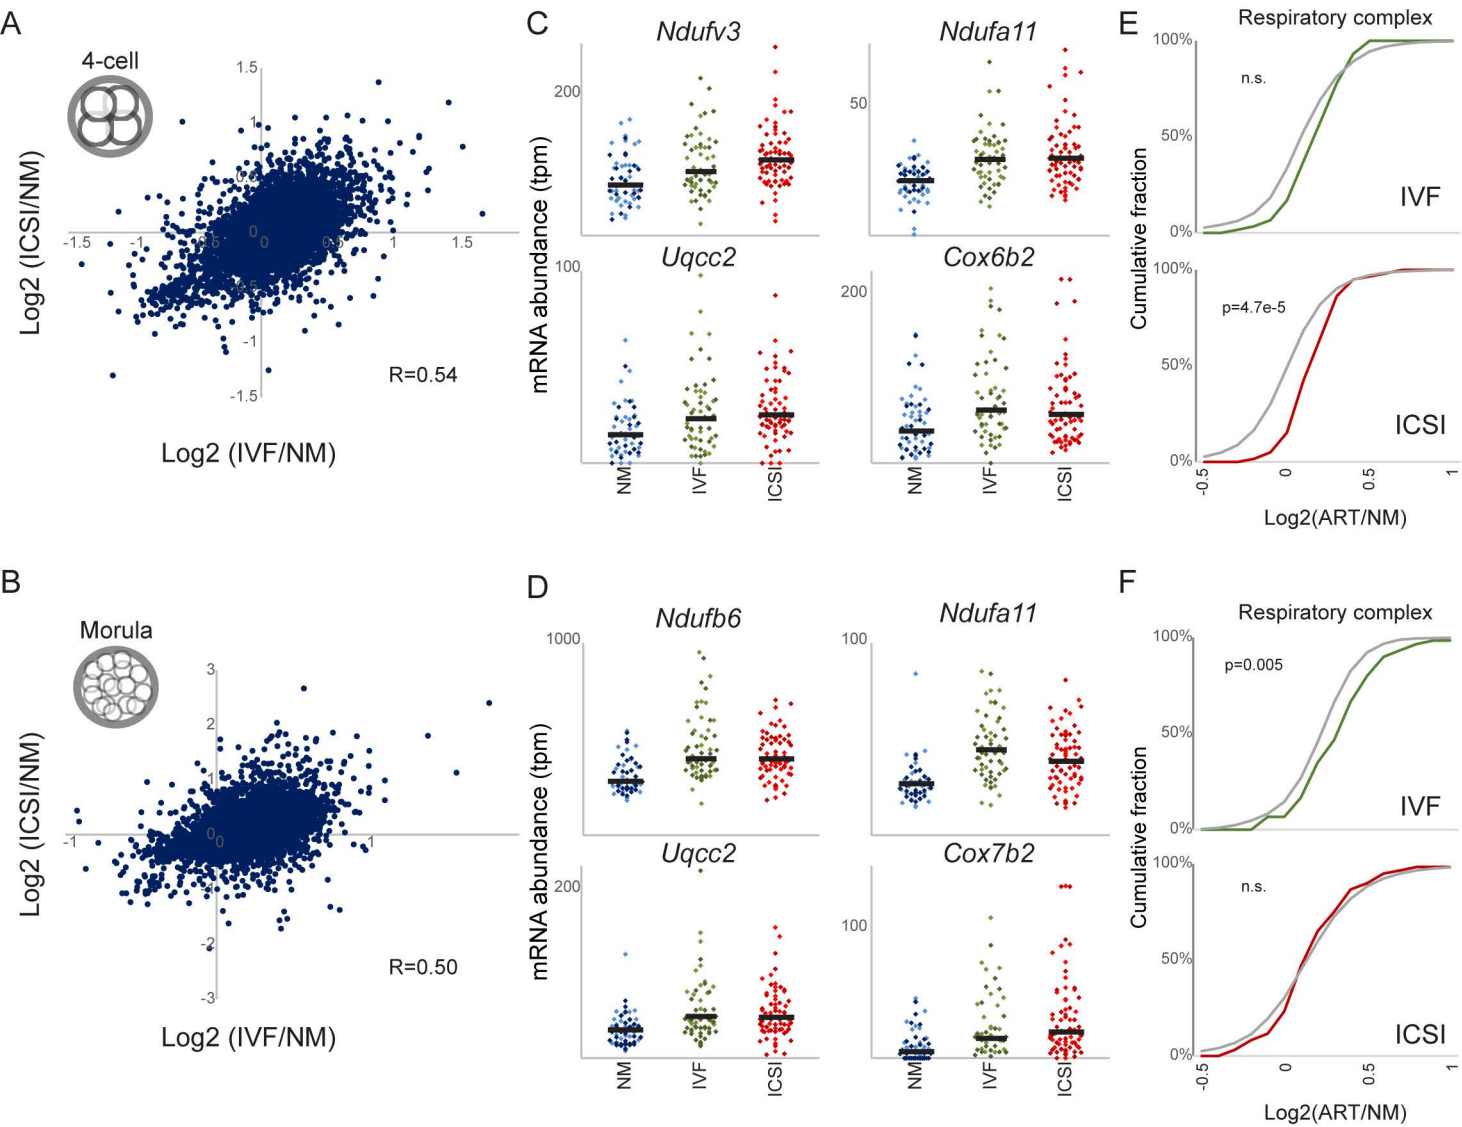 A
4-cell
1.5
1
0.5
-1.5
-1
-0.5
0
0.5
1
1.5
-0.5
-1
-1.5
R=0.54
Log2 (ICSI/NM)
Log2 (IVF/NM)
B
Morula
3
2
1
-1
0
0
1
-1
-2
-3
R=0.50
Log2 (ICSI/NM)
Log2 (IVF/NM)
C
Ndufv3
Ndufa11
200
50
Uqcc2
Cox6b2
100
200
mRNA abundance (tpm)
NM
IVF
ICSI
NM
IVF
ICSI
D
Ndufb6
Ndufa11
1000
100
Uqcc2
Cox7b2
200
100
mRNA abundance (tpm)
NM
IVF
ICSI
NM
IVF
ICSI
E
Respiratory complex
100%
n.s.
50%
IVF
0%
100%
p=4.7e-5
50%
ICSI
0%
Cumulative fraction
-0.5
0
0.5
1
Log2(ART/NM)
F
Respiratory complex
100%
p=0.005
50%
IVF
0%
100%
n.s.
50%
ICSI
0%
Cumulative fraction
-0.5
0
0.5
1
Log2(ART/NM)